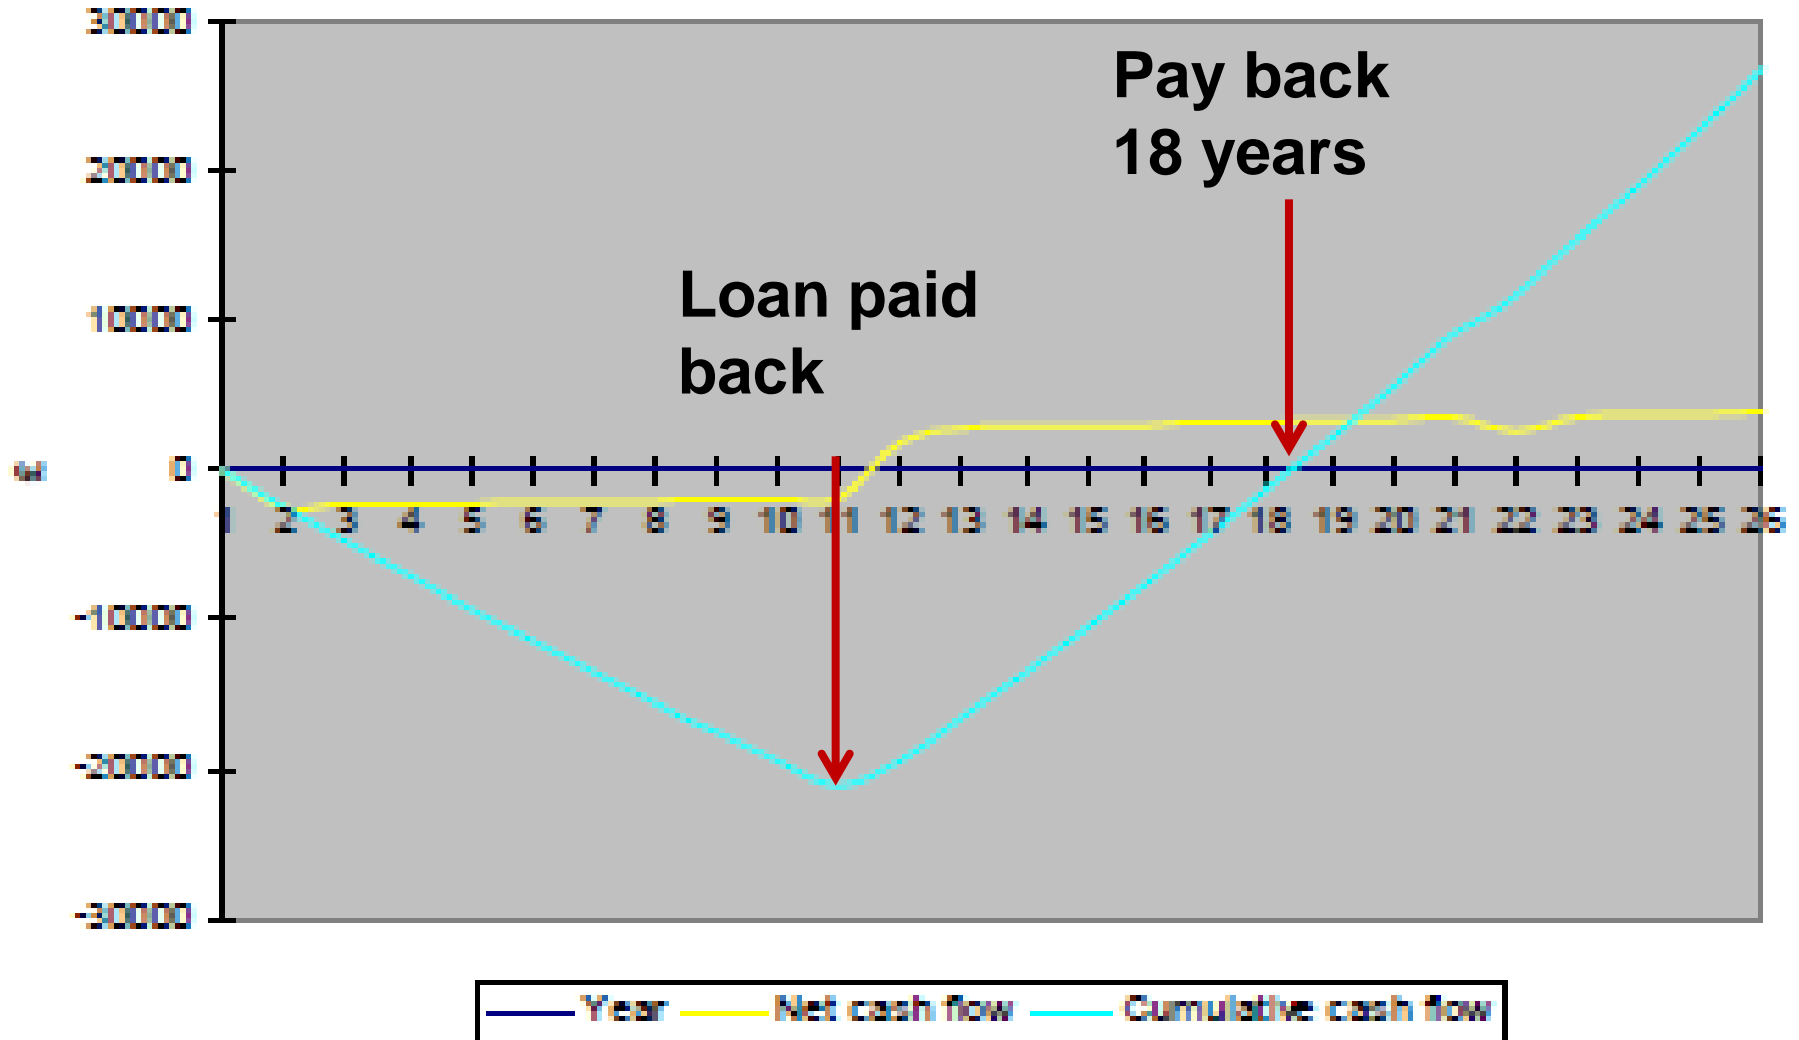 30000
Pay back
18 years
20000
Loan paid
back
10000
0
£
1 2 3 4 5 6 7 8 9 10 11 12 13 14 15 16 17 18 19 20 21 22 23 24 25 26
-10000
-20000
-30000
Year Net cash flow Cumulative cash flow